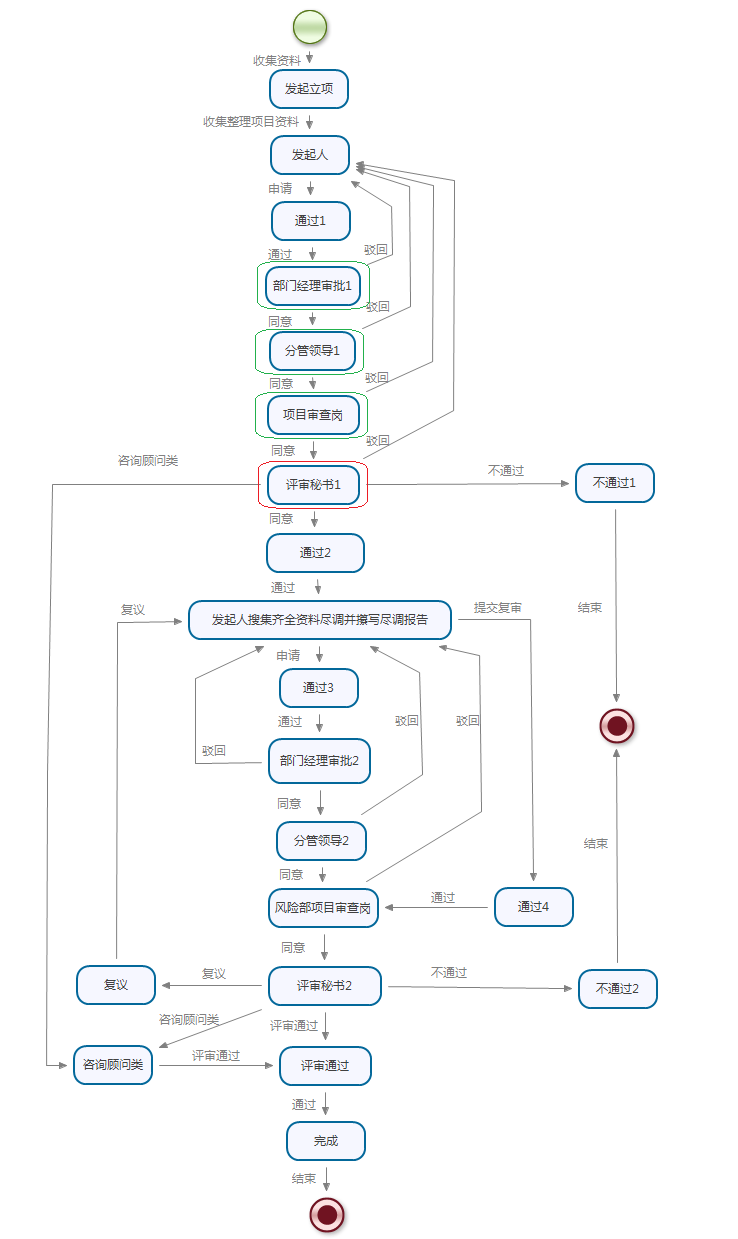 收集资料
发起立项
收集整理项目资料
发起人
申请
通过1
驳回
通过
部门经理审批1
驳回
同意
分管领导1
驳回
同意
项目审查岗
驳回
同意
咨询顾问类
不通过
评审秘书1
不通过1
同意
通过2
通过
复议
提交复审
结束
发起人搜集齐全资料尽调并撰写尽调报告
申请
通过3
驳回
驳回
通过
驳回
部门经理审批2
同意
结束
分管领导2
同意
通过
风险部项目审查岗
通过4
同意
复议
不通过
复议
评审秘书2
不通过2
咨询顾问类
评审通过
评审通过
咨询顾问类
评审通过
通过
完成
结束